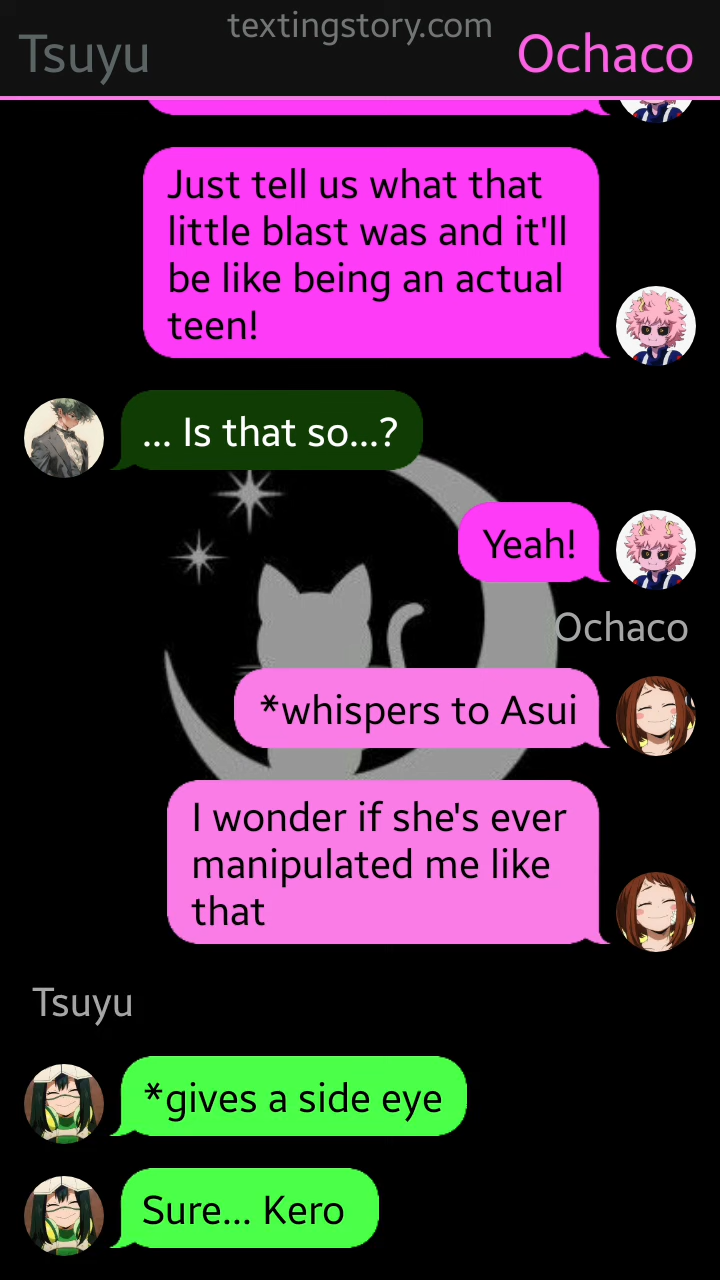 textingstory.com
Tsuyu
Ochaco
Just tell us what that
little blast was and it'll
be like being an actual
teen!
... Is that so...?
Yeah!
Ochaco
*whispers to Asui
I wonder if she's ever
manipulated me like
that
Tsuyu
*gives a side eye
Sure... Kero